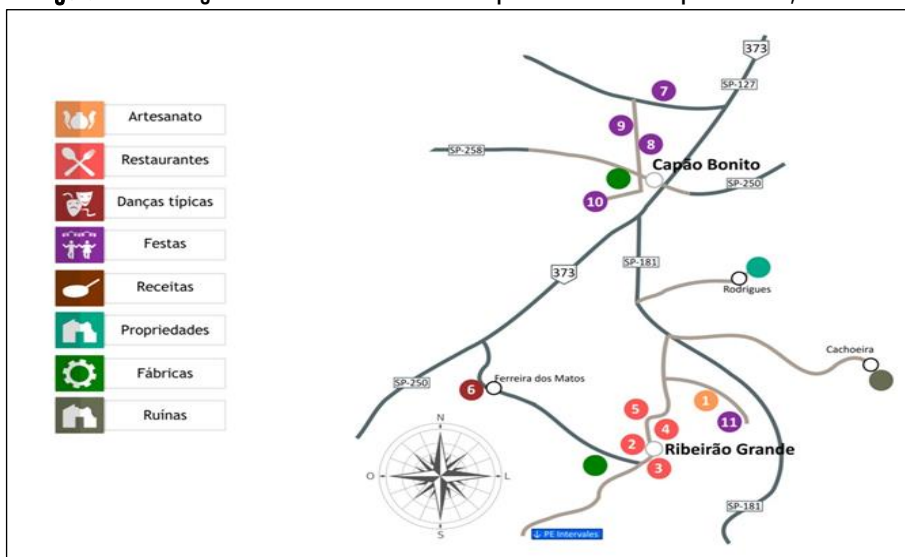 Artesanato
Restaurantes
Danças típicas
Festas
Receitas
Propriedades
Fábricas
Ruínas
373
SP-127
7
9
8
SP-258
Capão Bonito
SP-250
10
373
SP-181
Rodrigues
Cachoeira
SP-250
6
Ferreira dos Matos
1
5
4
11
2
Ribeirão Grande
3
N
O
L
S
SP-181
↓ PE Intervales